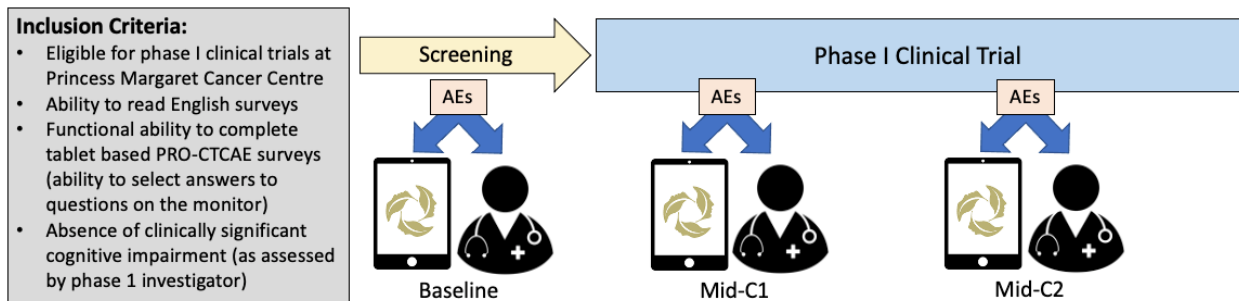 Inclusion Criteria:
• Eligible for phase I clinical trials at
Princess Margaret Cancer Centre
• Ability to read English surveys
• Functional ability to complete
tablet based PRO-CTCAE surveys
(ability to select answers to
questions on the monitor)
• Absence of clinically significant
cognitive impairment (as assessed
by phase 1 investigator)
Screening
Phase I Clinical Trial
AEs
AEs
AEs
Baseline
Mid-C1
Mid-C2